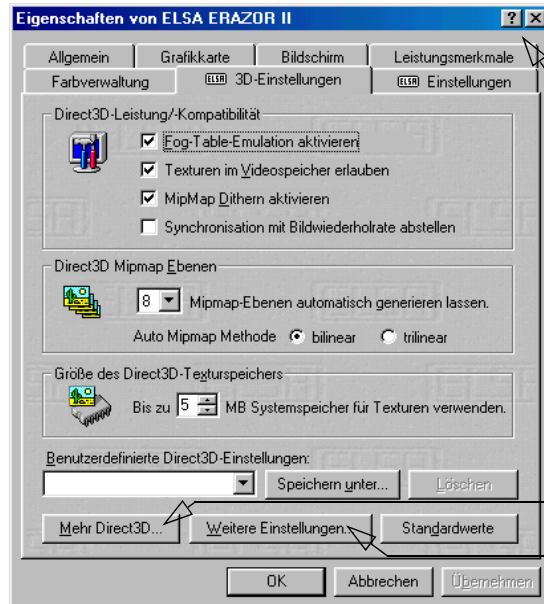 Eigenschaften von ELSA ERAZOR II
Allgemein Grafikkarte Bildschirm Leistungsmerkmale
Farbverwaltung ELSA 3D-Einstellungen ELSA Einstellungen
Direct3D-Leistung/-Kompatibilität
Fog-Table-Emulation aktivieren
Texturen im Videospeicher erlauben
MipMap Dithern aktivieren
Synchronisation mit Bildwiederholrate abstellen
Direct3D Mipmap Ebenen
8 Mipmap-Ebenen automatisch generieren lassen.
Auto Mipmap Methode bilinear trilinear
Größe des Direct3D-Texturspeichers
Bis zu 5 MB Systemspeicher für Texturen verwenden.
Benutzerdefinierte Direct3D-Einstellungen:
Speichern unter... Löschen
Mehr Direct3D... Weitere Einstellungen... Standardwerte
OK Abbrechen Übernehmen